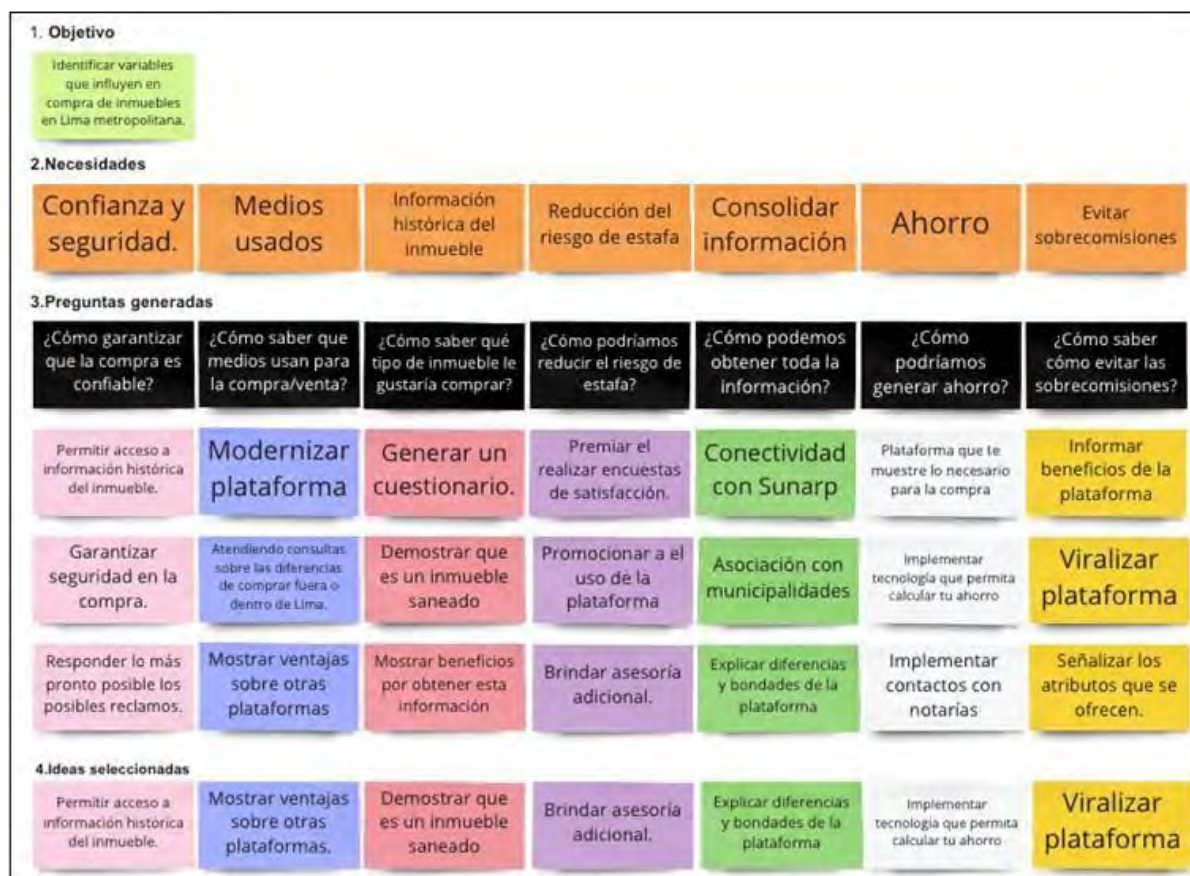 1. Objetivo
Identificar variables
que influyen en
compra de inmuebles
en Lima metropolitana.
2.Necesidades
Confianza y
seguridad.
Medios
usados
Información
histórica del
inmueble
Reducción del
riesgo de estafa
Consolidar
información
Ahorro
Evitar
sobrecomisiones
3.Preguntas generadas
¿Cómo garantizar
que la compra es
confiable?
¿Cómo saber que
medios usan para
la compra/venta?
¿Cómo saber qué
tipo de inmueble le
gustaría comprar?
¿Cómo podríamos
reducir el riesgo de
estafa?
¿Cómo podemos
obtener toda la
información?
¿Cómo
podríamos
generar ahorro?
¿Cómo saber
cómo evitar las
sobrecomisiones?
Permitir acceso a
información histórica
del inmueble.
Modernizar
plataforma
Generar un
cuestionario.
Premiar el
realizar encuestas
de satisfacción.
Conectividad
con Sunarp
Plataforma que te
muestre lo necesario
para la compra
Informar
beneficios de la
plataforma
Garantizar
seguridad en la
compra.
Atendiendo consultas
sobre las diferencias
de comprar fuera o
dentro de Lima.
Demostrar que
es un inmueble
saneado
Promocionar a el
uso de la
plataforma
Asociación con
municipalidades
Implementar
tecnología que permita
calcular tu ahorro
Viralizar
plataforma
Responder lo más
pronto posible los
posibles reclamos.
Mostrar ventajas
sobre otras
plataformas
Mostrar beneficios
por obtener esta
información
Brindar asesoría
adicional.
Explicar diferencias
y bondades de la
plataforma
Implementar
contactos con
notarías
Señalizar los
atributos que se
ofrecen.
4.Ideas seleccionadas
Permitir acceso a
información histórica
del inmueble.
Mostrar ventajas
sobre otras
plataformas.
Demostrar que
es un inmueble
saneado
Brindar asesoría
adicional.
Explicar diferencias
y bondades de la
plataforma
Implementar
tecnología que permita
calcular tu ahorro
Viralizar
plataforma